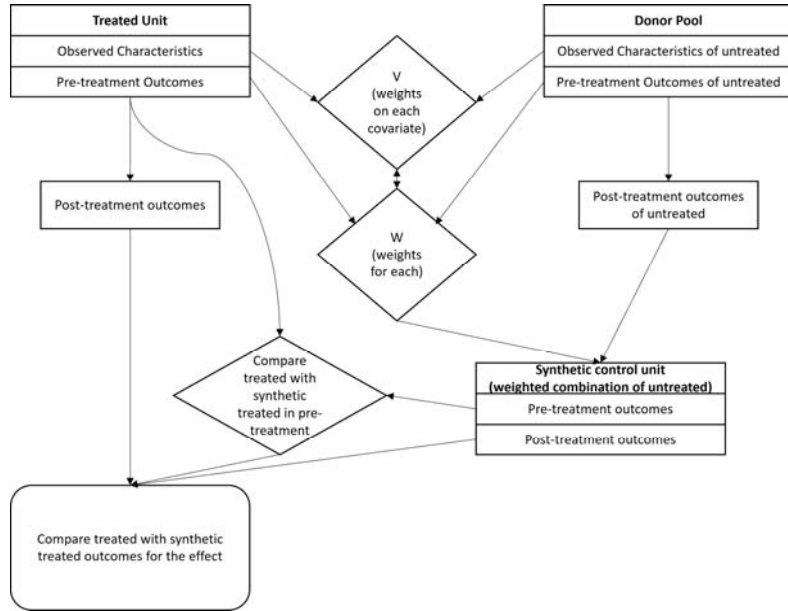 Treated Unit
Observed Characteristics
Pre-treatment Outcomes
Donor Pool
Observed Characteristics of untreated
Pre-treatment Outcomes of untreated
V
(weights
on each
covariate)
Post-treatment outcomes
Post-treatment outcomes
of untreated
W
(weights
for each)
Compare
treated with
synthetic
treated in pre-
treatment
Synthetic control unit
(weighted combination of untreated)
Pre-treatment outcomes
Post-treatment outcomes
Compare treated with synthetic
treated outcomes for the effect